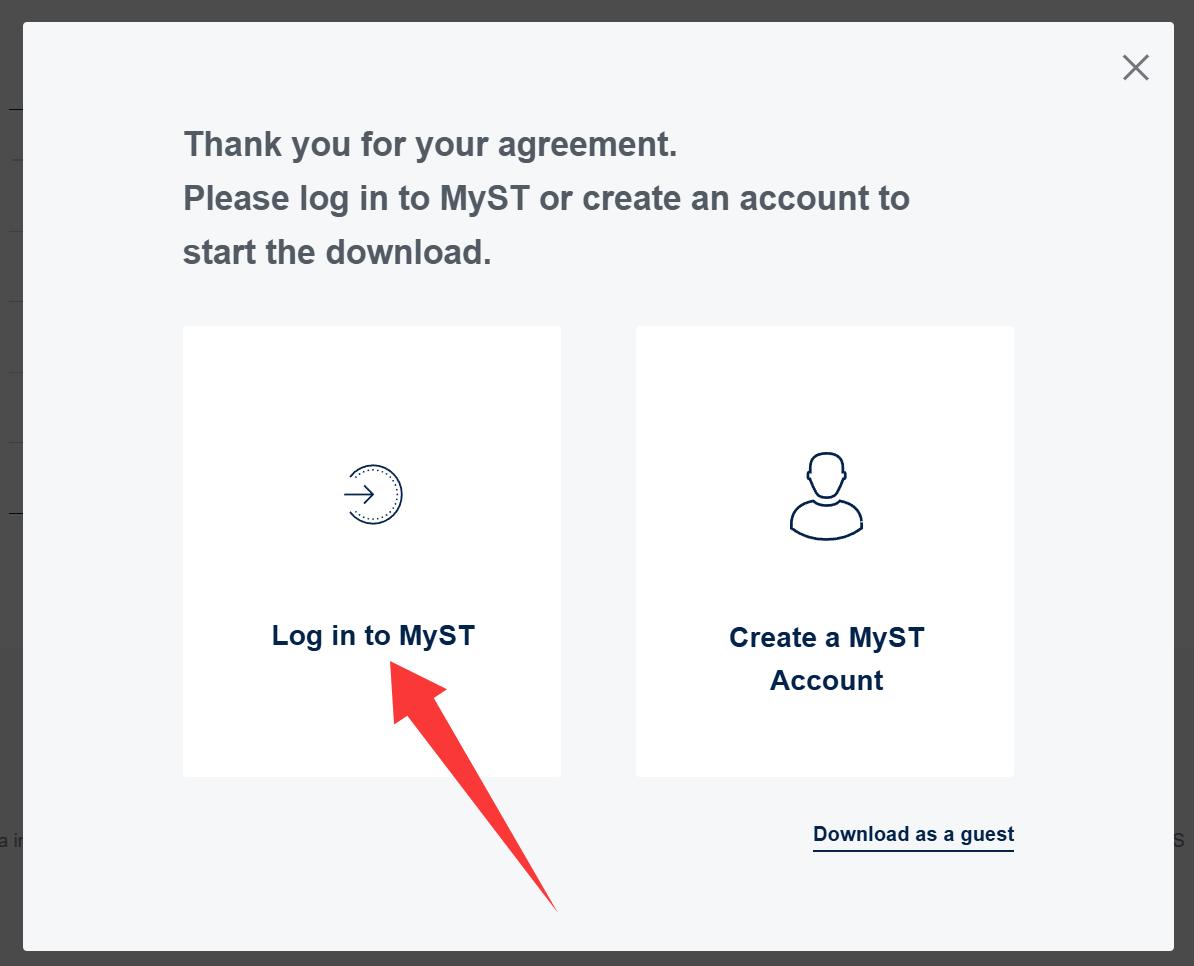 Thank you for your agreement.
Please log in to MyST or create an account to
start the download.
Log in to MyST
Create a MyST
Account
Download as a guest
a in
S